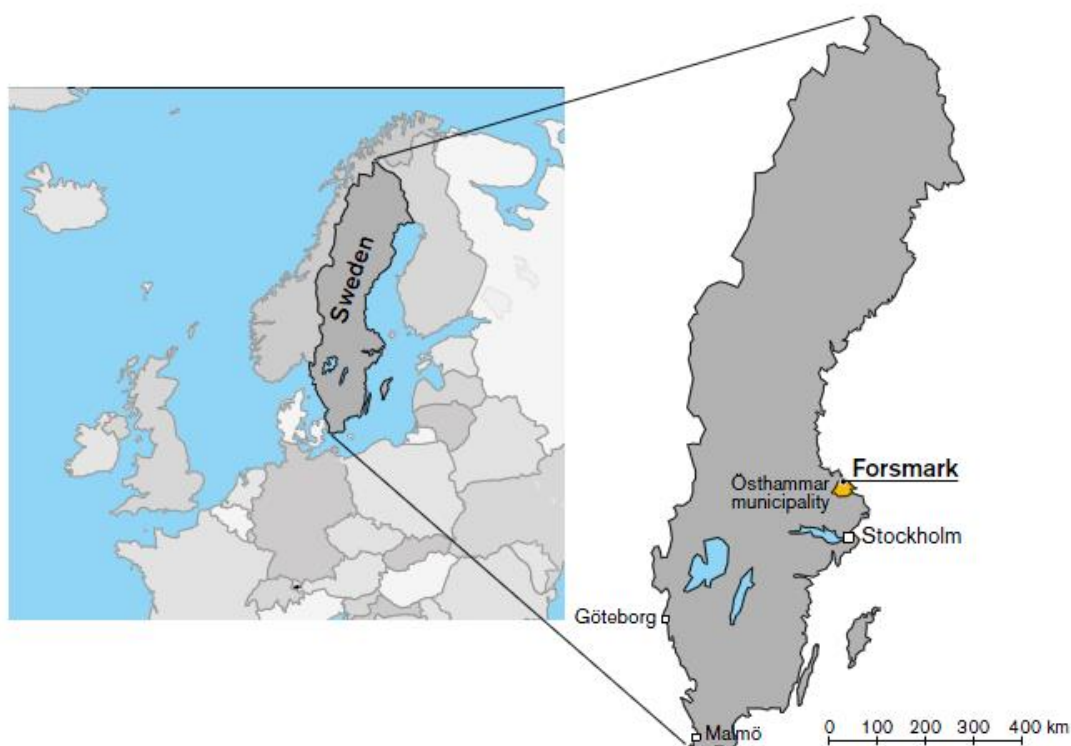 Sweden
Forsmark
Östhammar
municipality
Stockholm
Göteborg
Malmö
0 100 200 300 400 km